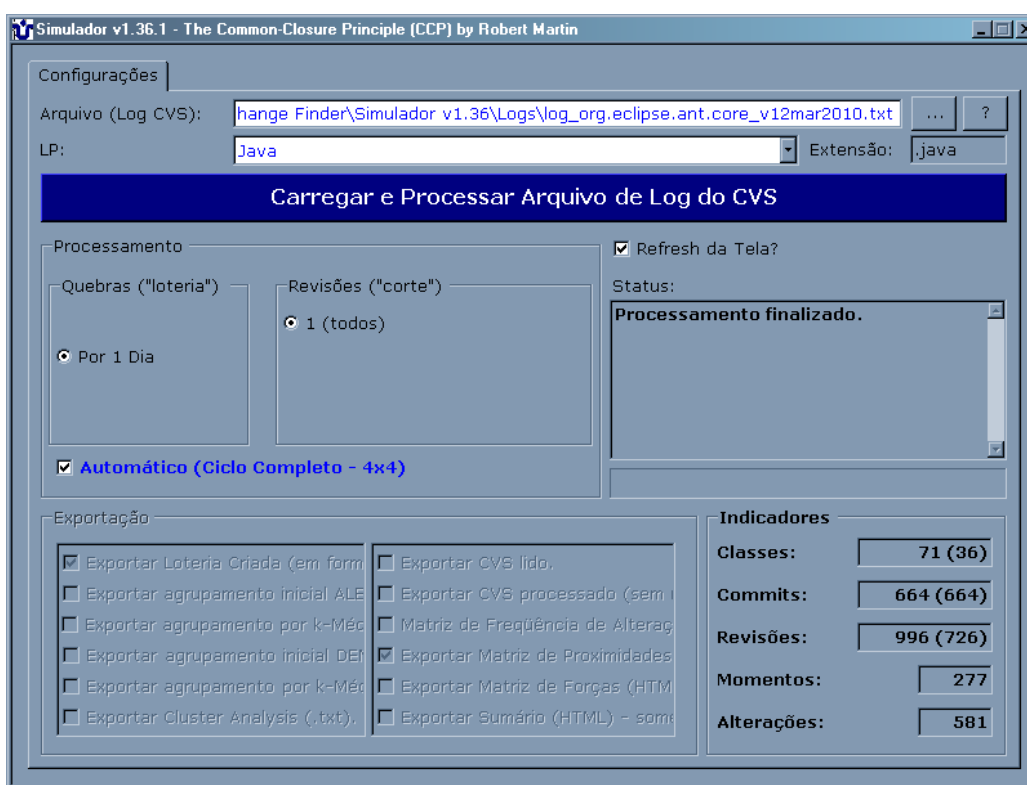 Simulador v1.36.1 - The Common-Closure Principle (CCP) by Robert Martin
Configurações
Arquivo (Log CVS): hange Finder\Simulador v1.36\Logs\log_org.eclipse.ant.core_v12mar2010.txt ... ?
LP: Java Extensão: .java
Carregar e Processar Arquivo de Log do CVS
Processamento
Quebras ("loteria")
Por 1 Dia
Revisões ("corte")
1 (todos)
Automático (Ciclo Completo - 4x4)
Refresh da Tela?
Status:
Processamento finalizado.
Exportação
Exportar Loteria Criada (em form
Exportar agrupamento inicial ALE
Exportar agrupamento por k-Méd
Exportar agrupamento inicial DEN
Exportar agrupamento por k-Méd
Exportar Cluster Analysis (.txt).
Exportar CVS lido.
Exportar CVS processado (sem
Matriz de Freqüência de Alteraç
Exportar Matriz de Proximidades
Exportar Matriz de Forças (HTM
Exportar Sumário (HTML) - some
Indicadores
Classes: 71 (36)
Commits: 664 (664)
Revisões: 996 (726)
Momentos: 277
Alterações: 581